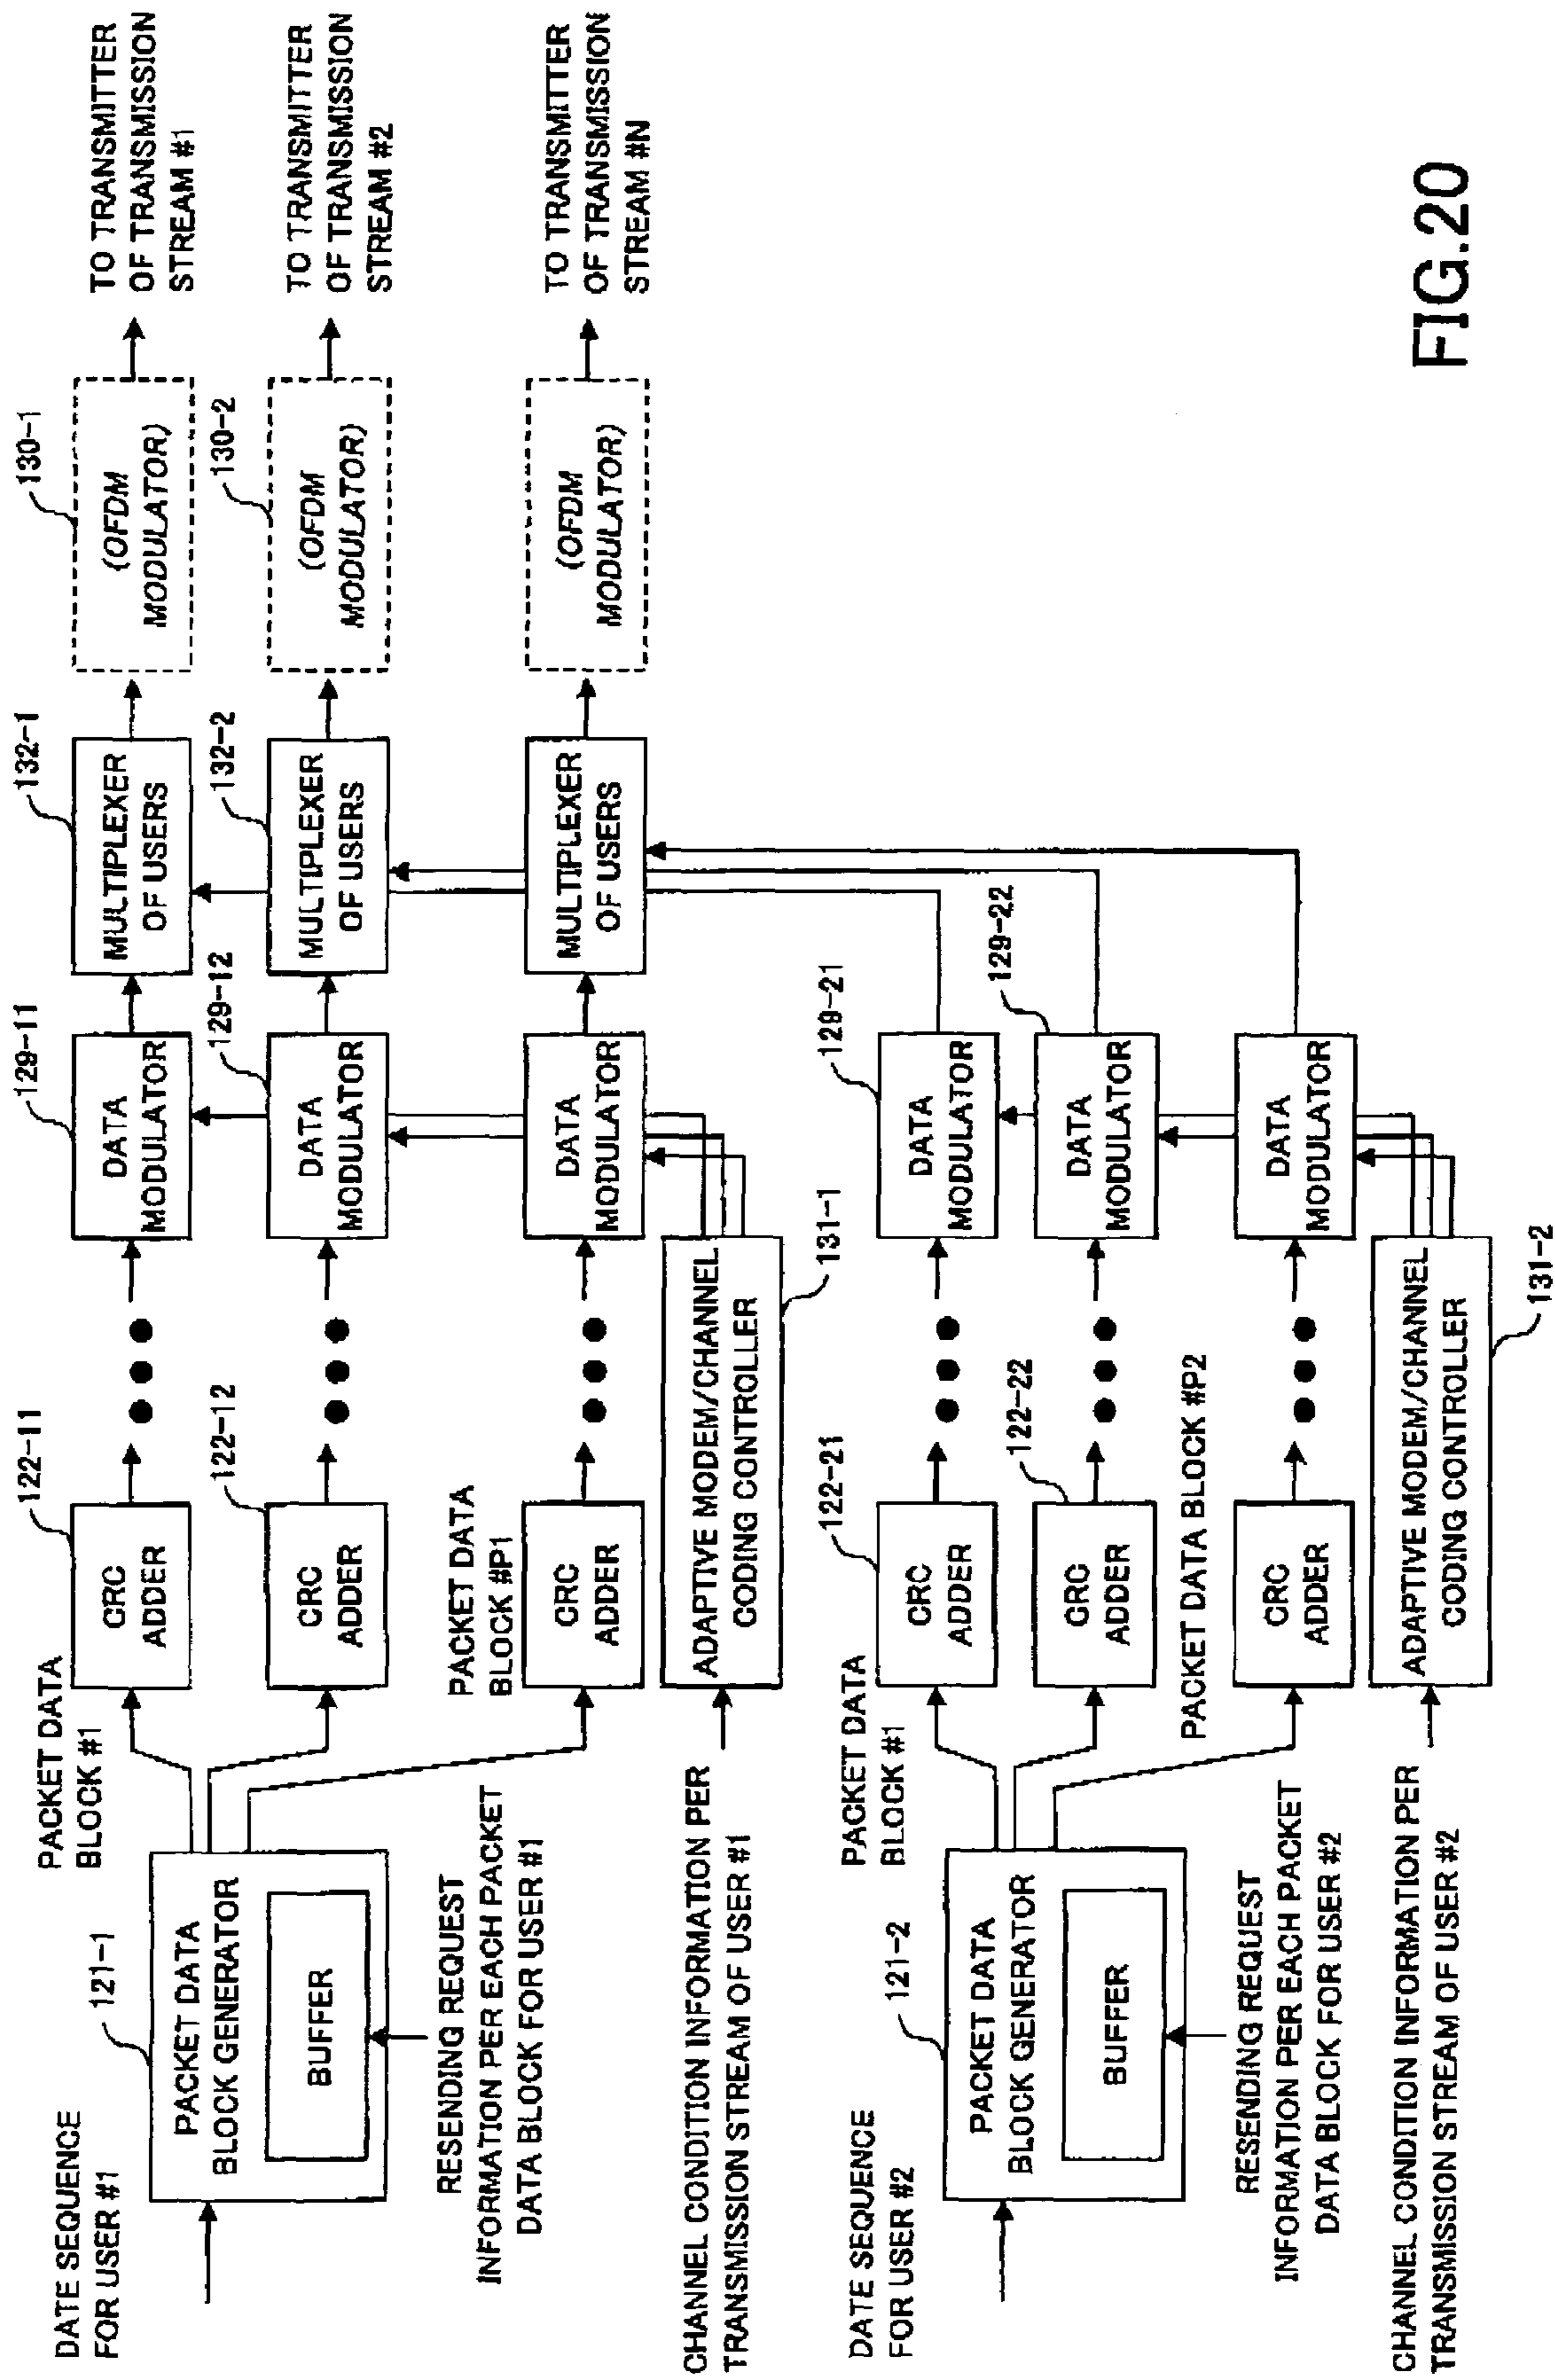 DATE SEQUENCE
FOR USER #1
121-1
PACKET DATA
BLOCK GENERATOR
BUFFER
RESENDING REQUEST
INFORMATION PER EACH PACKET
DATA BLOCK FOR USER #1
PACKET DATA
BLOCK #1
122-11
CRC
ADDER
122-12
CRC
ADDER
PACKET DATA
BLOCK #P1
CRC
ADDER
CHANNEL CONDITION INFORMATION PER
TRANSMISSION STREAM OF USER #1
ADAPTIVE MODEM/CHANNEL
CODING CONTROLLER
131-1
129-11
DATA
MODULATOR
129-12
DATA
MODULATOR
DATA
MODULATOR
132-1
MULTIPLEXER
OF USERS
132-2
MULTIPLEXER
OF USERS
MULTIPLEXER
OF USERS
130-1
(OFDM
MODULATOR)
130-2
(OFDM
MODULATOR)
(OFDM
MODULATOR)
TO TRANSMITTER
OF TRANSMISSION
STREAM #1
TO TRANSMITTER
OF TRANSMISSION
STREAM #2
TO TRANSMITTER
OF TRANSMISSION
STREAM #N
DATE SEQUENCE
FOR USER #2
121-2
PACKET DATA
BLOCK GENERATOR
BUFFER
RESENDING REQUEST
INFORMATION PER EACH PACKET
DATA BLOCK FOR USER #2
PACKET DATA
BLOCK #1
122-21
CRC
ADDER
122-22
CRC
ADDER
PACKET DATA BLOCK #P2
CRC
ADDER
CHANNEL CONDITION INFORMATION PER
TRANSMISSION STREAM OF USER #2
ADAPTIVE MODEM/CHANNEL
CODING CONTROLLER
131-2
129-21
DATA
MODULATOR
129-22
DATA
MODULATOR
DATA
MODULATOR
FIG.20